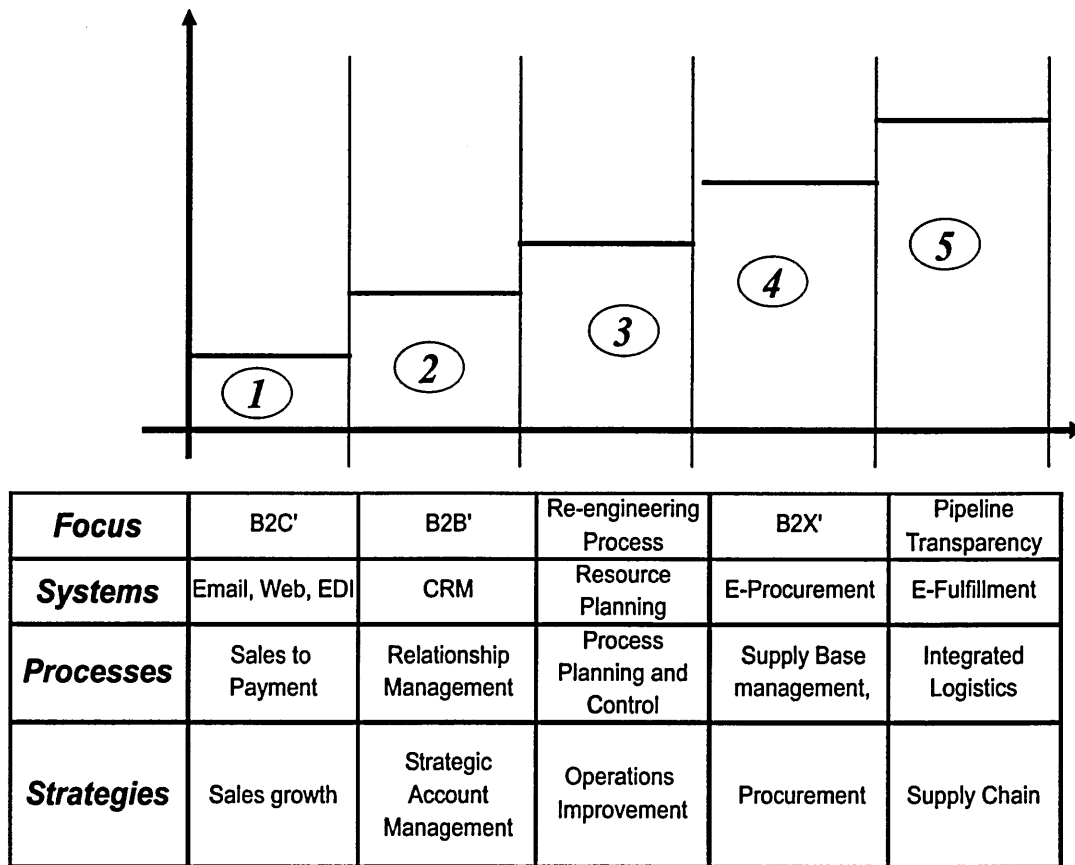 1
2
3
4
5
Focus
B2C'
B2B'
Re-engineering
Process
B2X'
Pipeline
Transparency
Systems
Email, Web, EDI
CRM
Resource
Planning
E-Procurement
E-Fulfillment
Processes
Sales to
Payment
Relationship
Management
Process
Planning and
Control
Supply Base
management,
Integrated
Logistics
Strategies
Sales growth
Strategic
Account
Management
Operations
Improvement
Procurement
Supply Chain